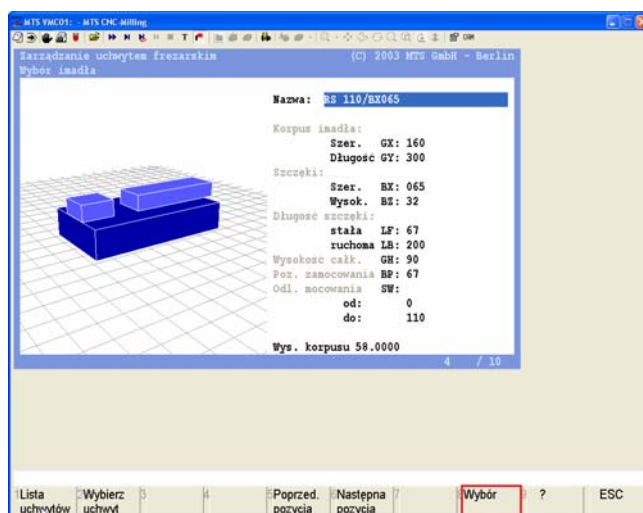 MTS VMC01: - MTS CNC-Milling
Zarządzanie uchwytem frezarskim (C) 2003 MTS GmbH - Berlin
Wybór imadła
Nazwa: RS 110/BX065
Korpus imadła:
Szer. GX: 160
Długość GY: 300
Szczęki:
Szer. BX: 065
Wysok. BZ: 32
Długość szczęki:
stała LF: 67
ruchoma LB: 200
Wysokosc całk. GH: 90
Poz. zamocowania BP: 67
Odl. mocowania SW:
od: 0
do: 110
Wys. korpusu 58.0000
4 / 10
1 Lista uchwytów 2 Wybierz uchwyt 3 4 5 Poprzed. pozycja 6 Następna pozycja 7 8 Wybór 9 ? ESC